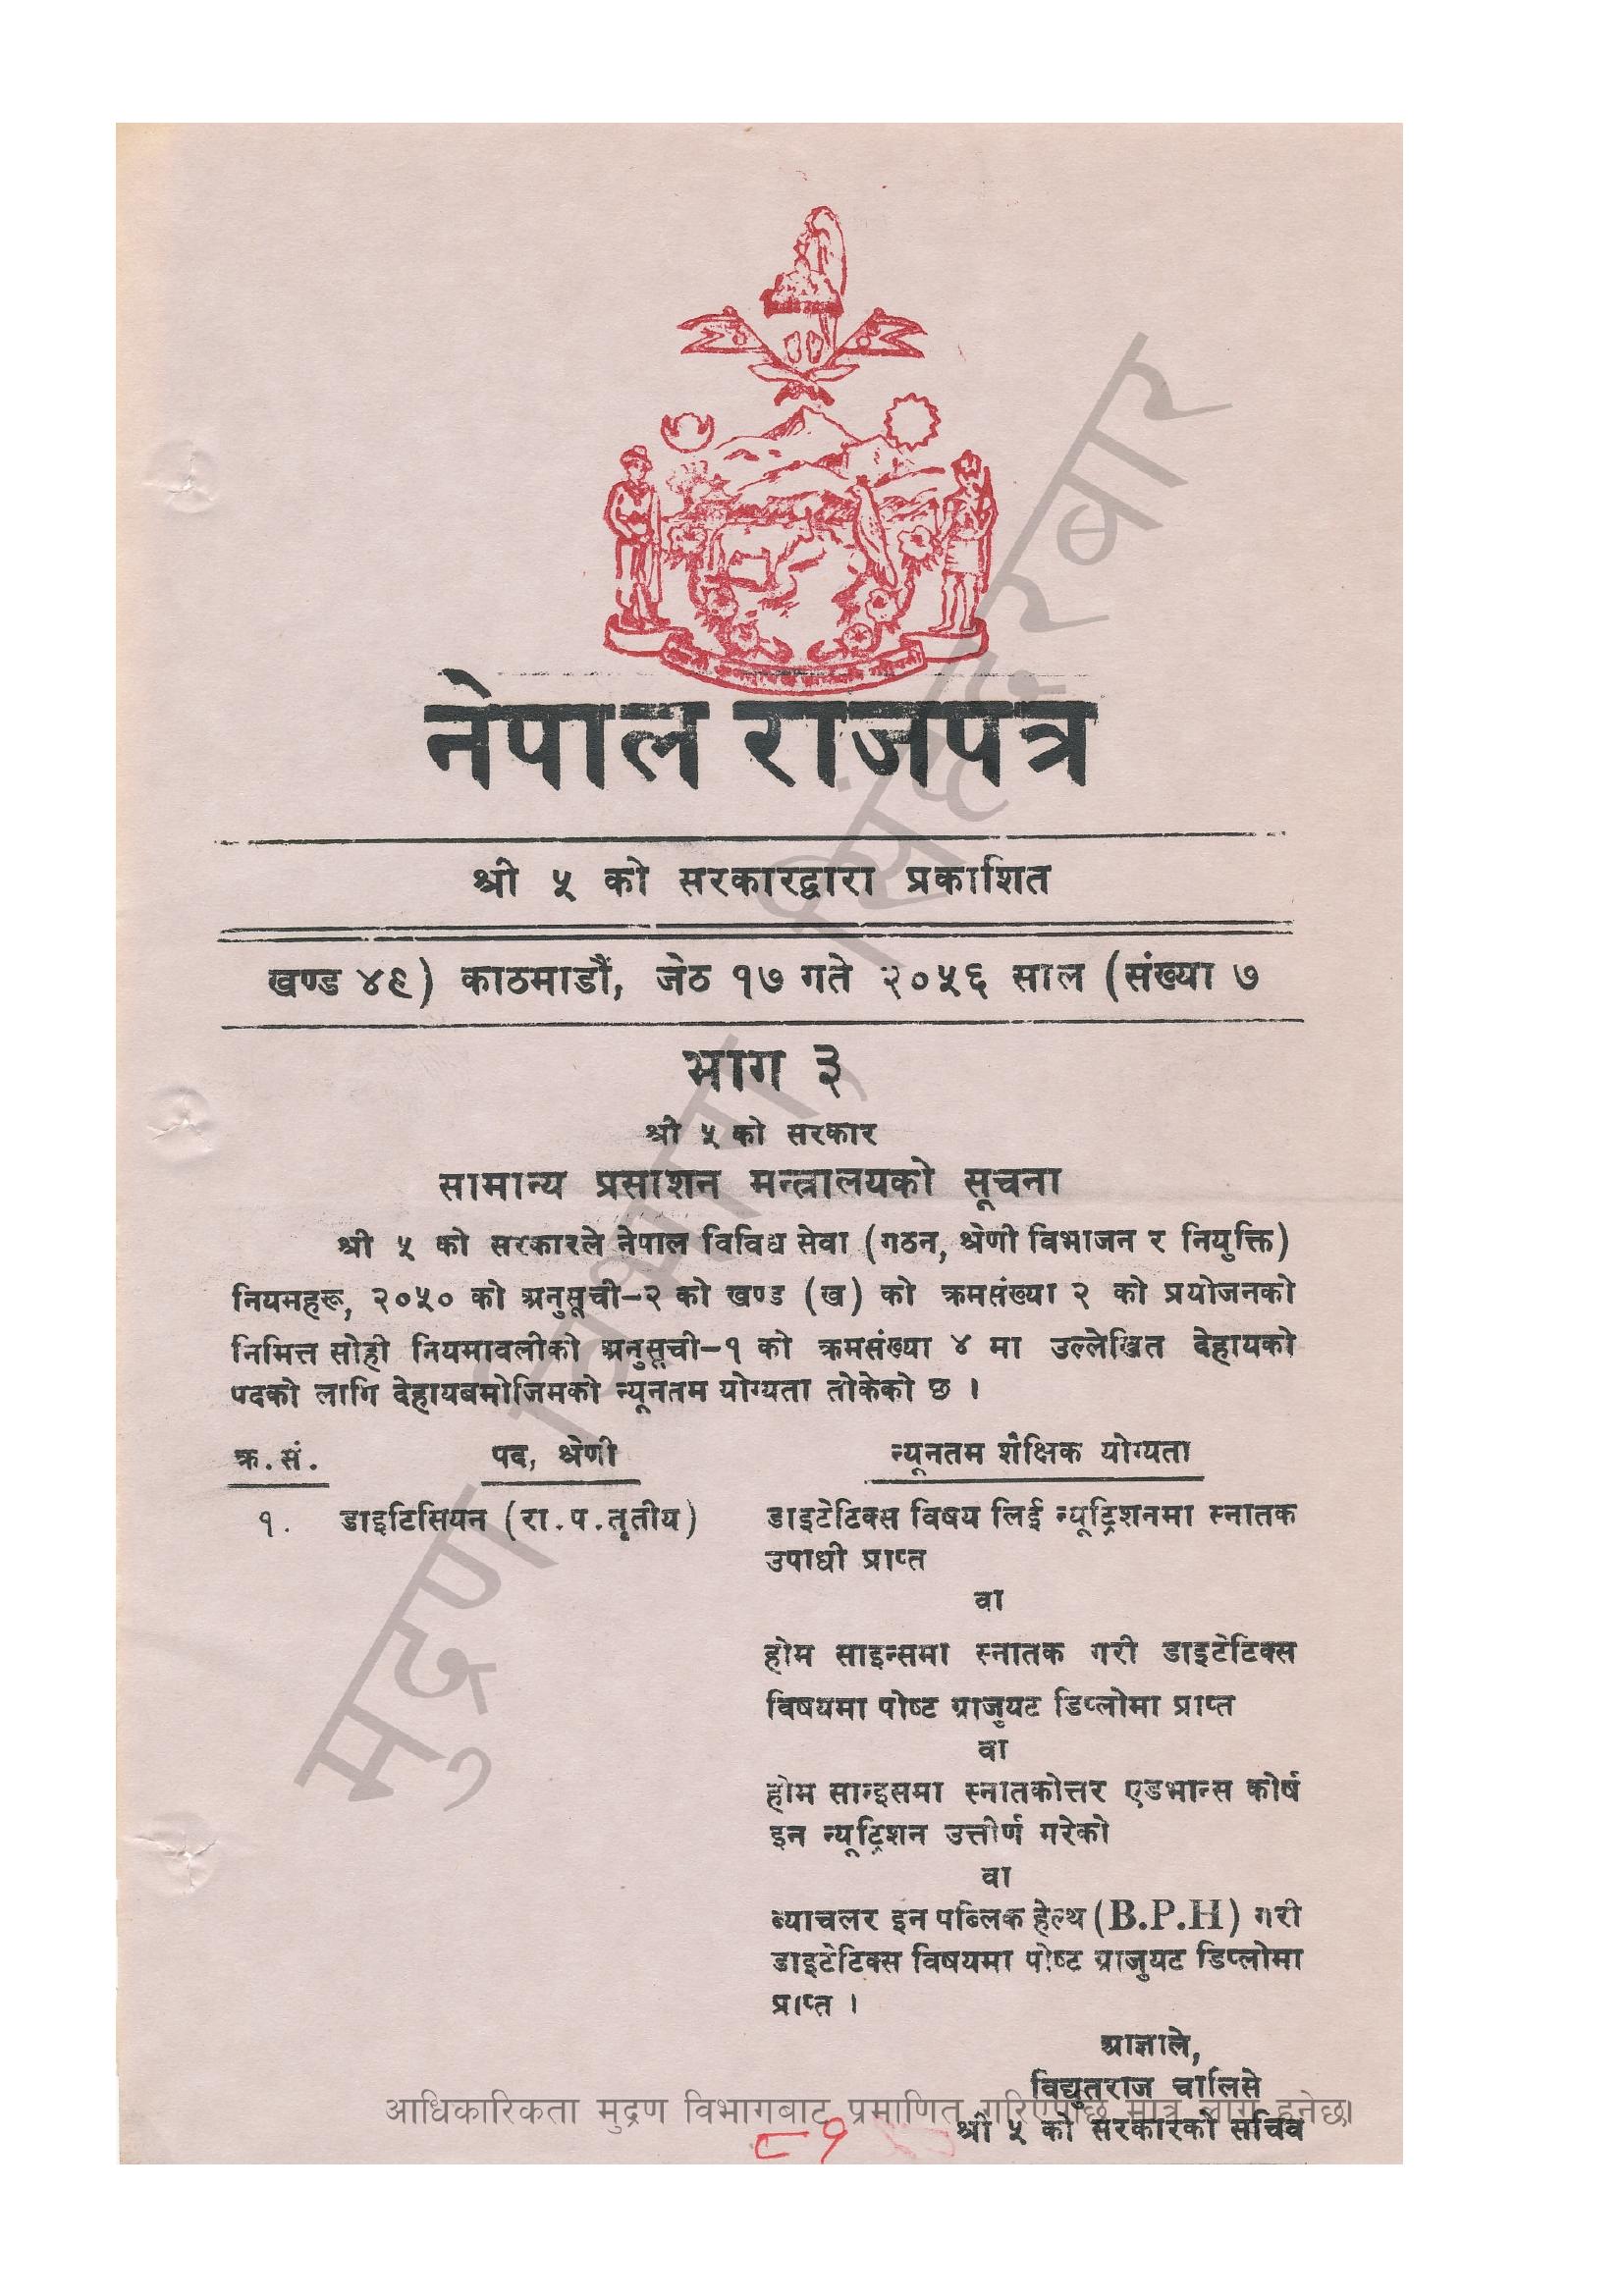 नेपाल राजपत्र
श्री ५ को सरकारद्वारा प्रकाशित
खण्ड ४९) काठमाडौं, जेठ १७ गते २०५६ साल (संख्या ७
भाग ३
श्री ५ को सरकार
सामान्य प्रसाशन मन्त्रालयको सूचना
श्री ५ को सरकारले नेपाल विविध सेवा (गठन, श्रेणी विभाजन र नियुक्ति)
नियमहरू, २०५० को अनुसूची-२ को खण्ड (ख) को क्रमसंख्या २ को प्रयोजनको
निमित्त सोही नियमावलीको अनुसूची-१ को क्रमसंख्या ४ मा उल्लेखित देहायको
पदको लागि देहायबमोजिमको न्यूनतम योग्यता तोकेको छ ।
क्र.सं. पद, श्रेणी न्यूनतम शैक्षिक योग्यता
१. डाइटिसियन (रा.प.तृतीय) डाइटेटिक्स विषय लिई न्यूट्रिशनमा स्नातक
उपाधी प्राप्त
वा
होम साइन्समा स्नातक गरी डाइटेटिक्स
विषयमा पोष्ट ग्राजुयट डिप्लोमा प्राप्त
वा
होम सान्इसमा स्नातकोत्तर एडभान्स कोर्ष
इन न्यूट्रिशन उत्तीर्ण गरेको
वा
ब्याचलर इन पब्लिक हेल्थ (B.P.H) गरी
डाइटेटिक्स विषयमा पोष्ट ग्राजुयट डिप्लोमा
प्राप्त ।
आज्ञाले,
विद्युतराज चालिसे
श्री ५ को सरकारको सचिव
आधिकारिकता मुद्रण विभागबाट प्रमाणित गरिएपछि मात्र लागू हुनेछ।
८१
मुद्रण विभाग, सिंहदरबार